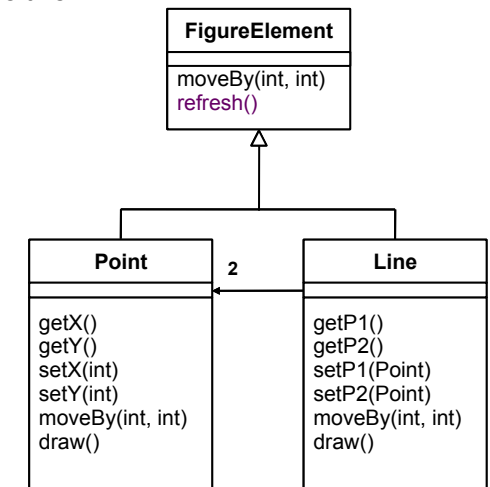 FigureElement
moveBy(int, int)
refresh()
Point
2
Line
getX()
getY()
setX(int)
setY(int)
moveBy(int, int)
draw()
getP1()
getP2()
setP1(Point)
setP2(Point)
moveBy(int, int)
draw()